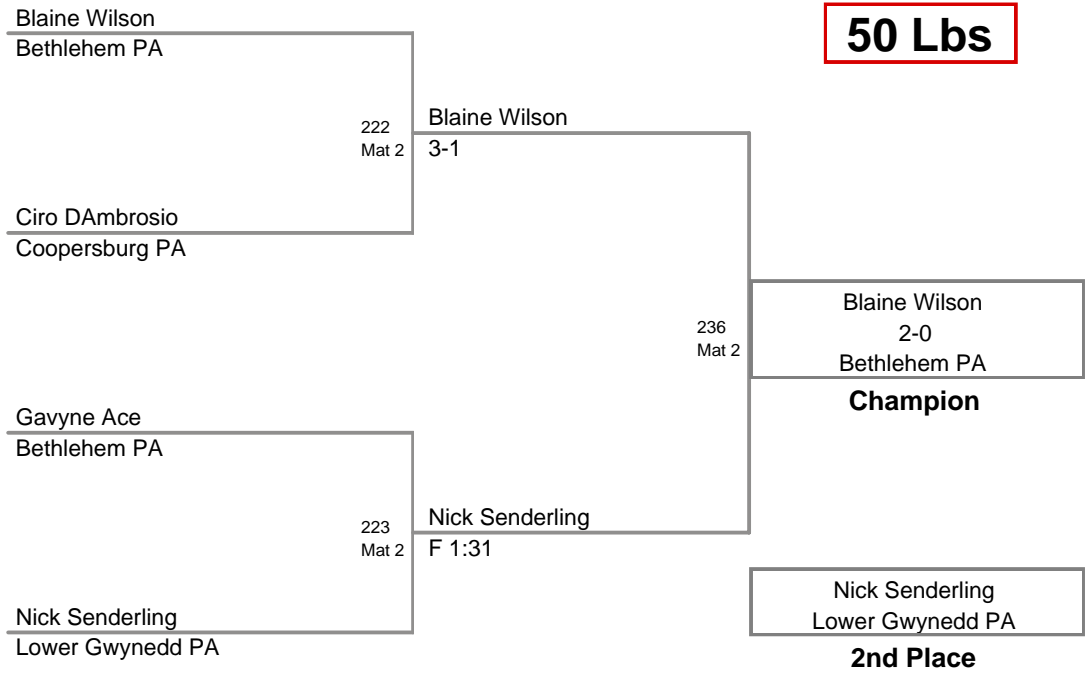 Blaine Wilson
Bethlehem PA
50 Lbs
222
Mat 2
Blaine Wilson
3-1
Ciro DAmbrosio
Coopersburg PA
236
Mat 2
Blaine Wilson
2-0
Bethlehem PA
Champion
Gavyne Ace
Bethlehem PA
223
Mat 2
Nick Senderling
F 1:31
Nick Senderling
Lower Gwynedd PA
Nick Senderling
Lower Gwynedd PA
2nd Place